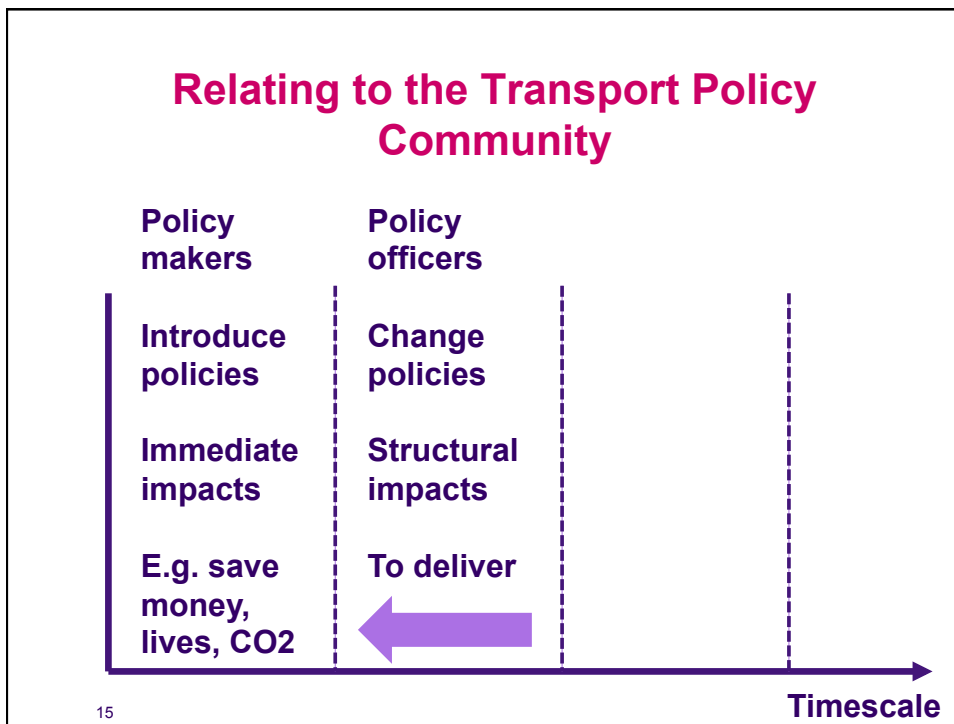 Relating to the Transport Policy
Community
Policy
makers
Policy
officers
Introduce
policies
Change
policies
Immediate
impacts
Structural
impacts
E.g. save
money,
lives, CO2
To deliver
15
Timescale